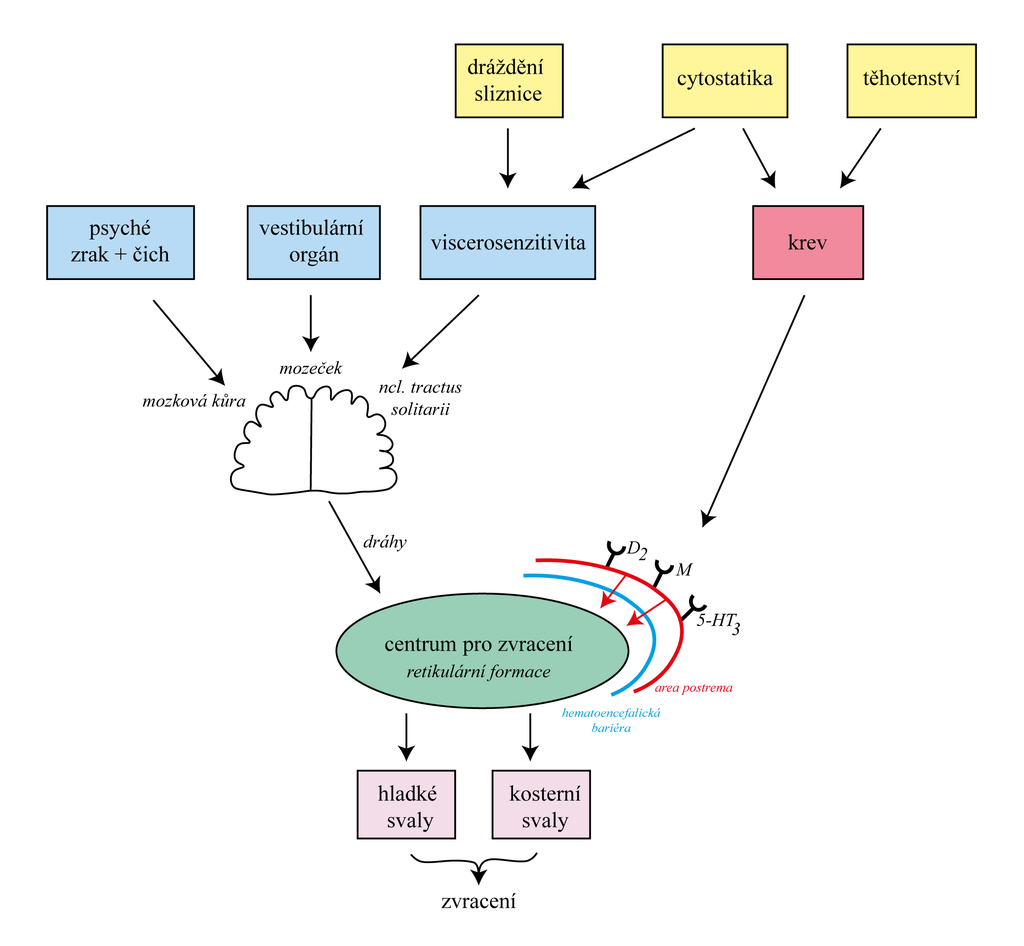 dráždění
sliznice
cytostatika
těhotenství
psyché
zrak + čich
vestibulární
orgán
viscerosenzitivita
krev
mozeček
mozková kůra
ncl. tractus
solitarii
dráhy
D2
M
5-HT3
centrum pro zvracení
retikulární formace
area postrema
hematoencefalická
bariéra
hladké
svaly
kosterní
svaly
zvracení